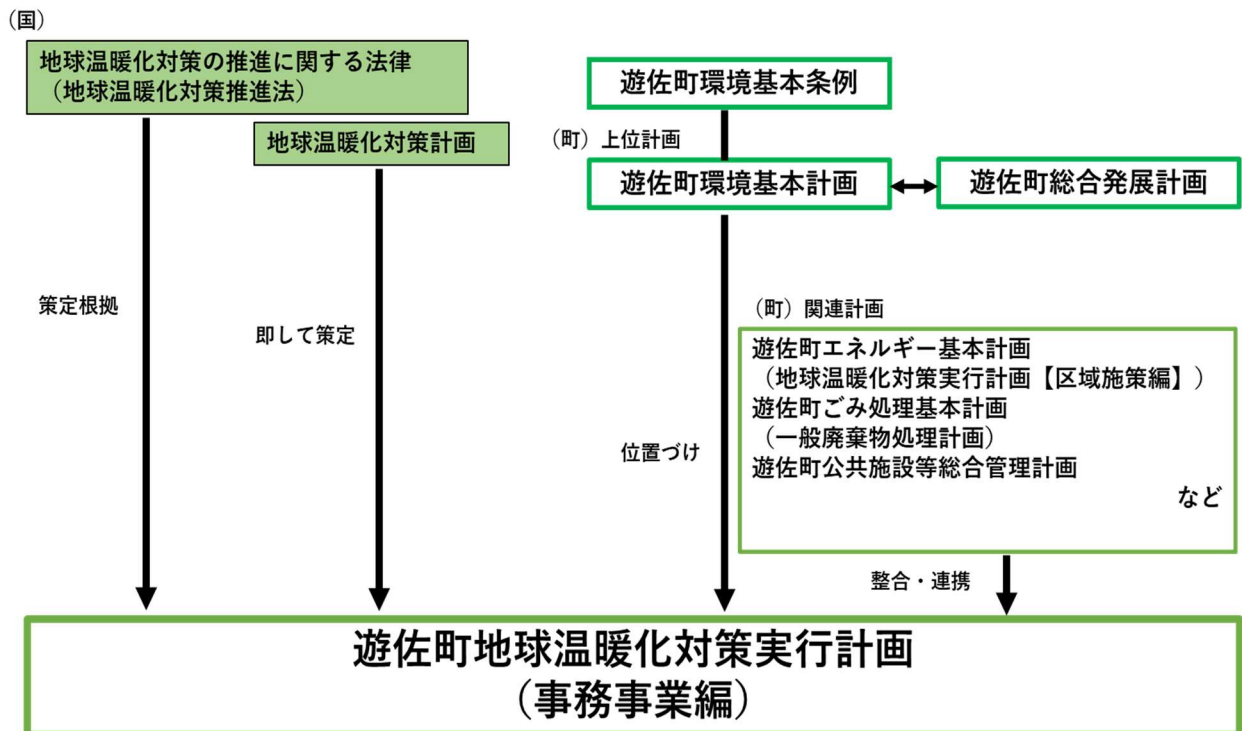 （国）
地球温暖化対策の推進に関する法律
（地球温暖化対策推進法）
地球温暖化対策計画
策定根拠
即して策定
遊佐町環境基本条例
（町）上位計画
遊佐町環境基本計画
遊佐町総合発展計画
位置づけ
（町）関連計画
遊佐町エネルギー基本計画
（地球温暖化対策実行計画【区域施策編】）
遊佐町ごみ処理基本計画
（一般廃棄物処理計画）
遊佐町公共施設等総合管理計画
など
整合・連携
遊佐町地球温暖化対策実行計画
（事務事業編）